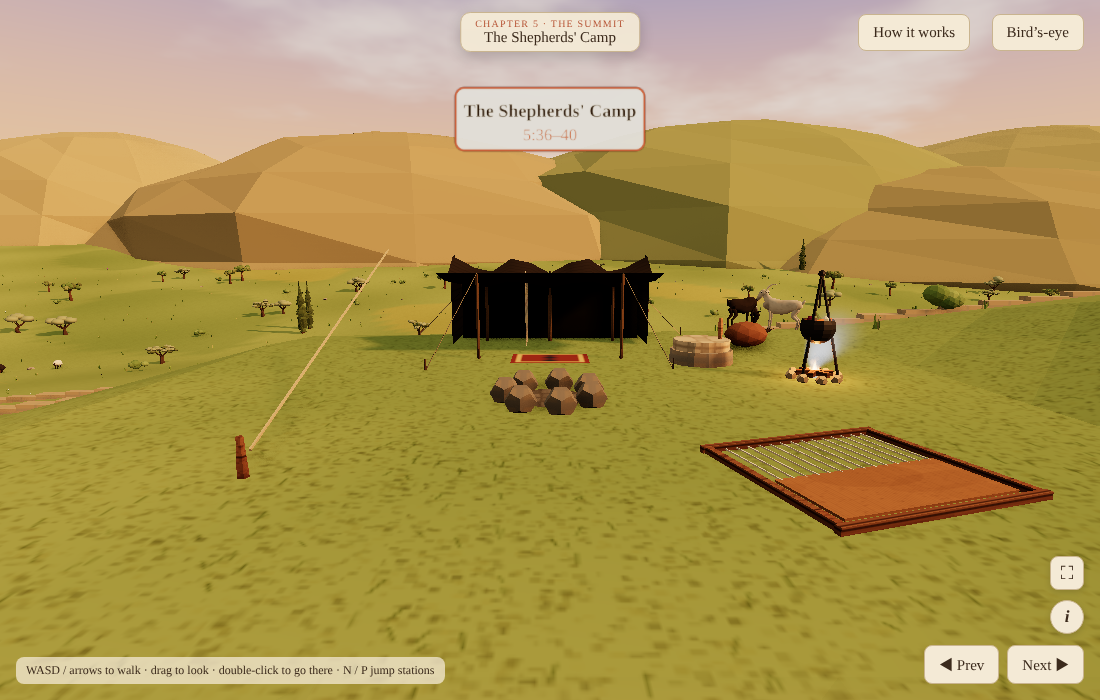 CHAPTER 5 · THE SUMMIT
The Shepherds' Camp
How it works
Bird’s-eye
The Shepherds' Camp
5:36–40
i
WASD / arrows to walk · drag to look · double-click to go there · N / P jump stations
◀ Prev
Next ▶